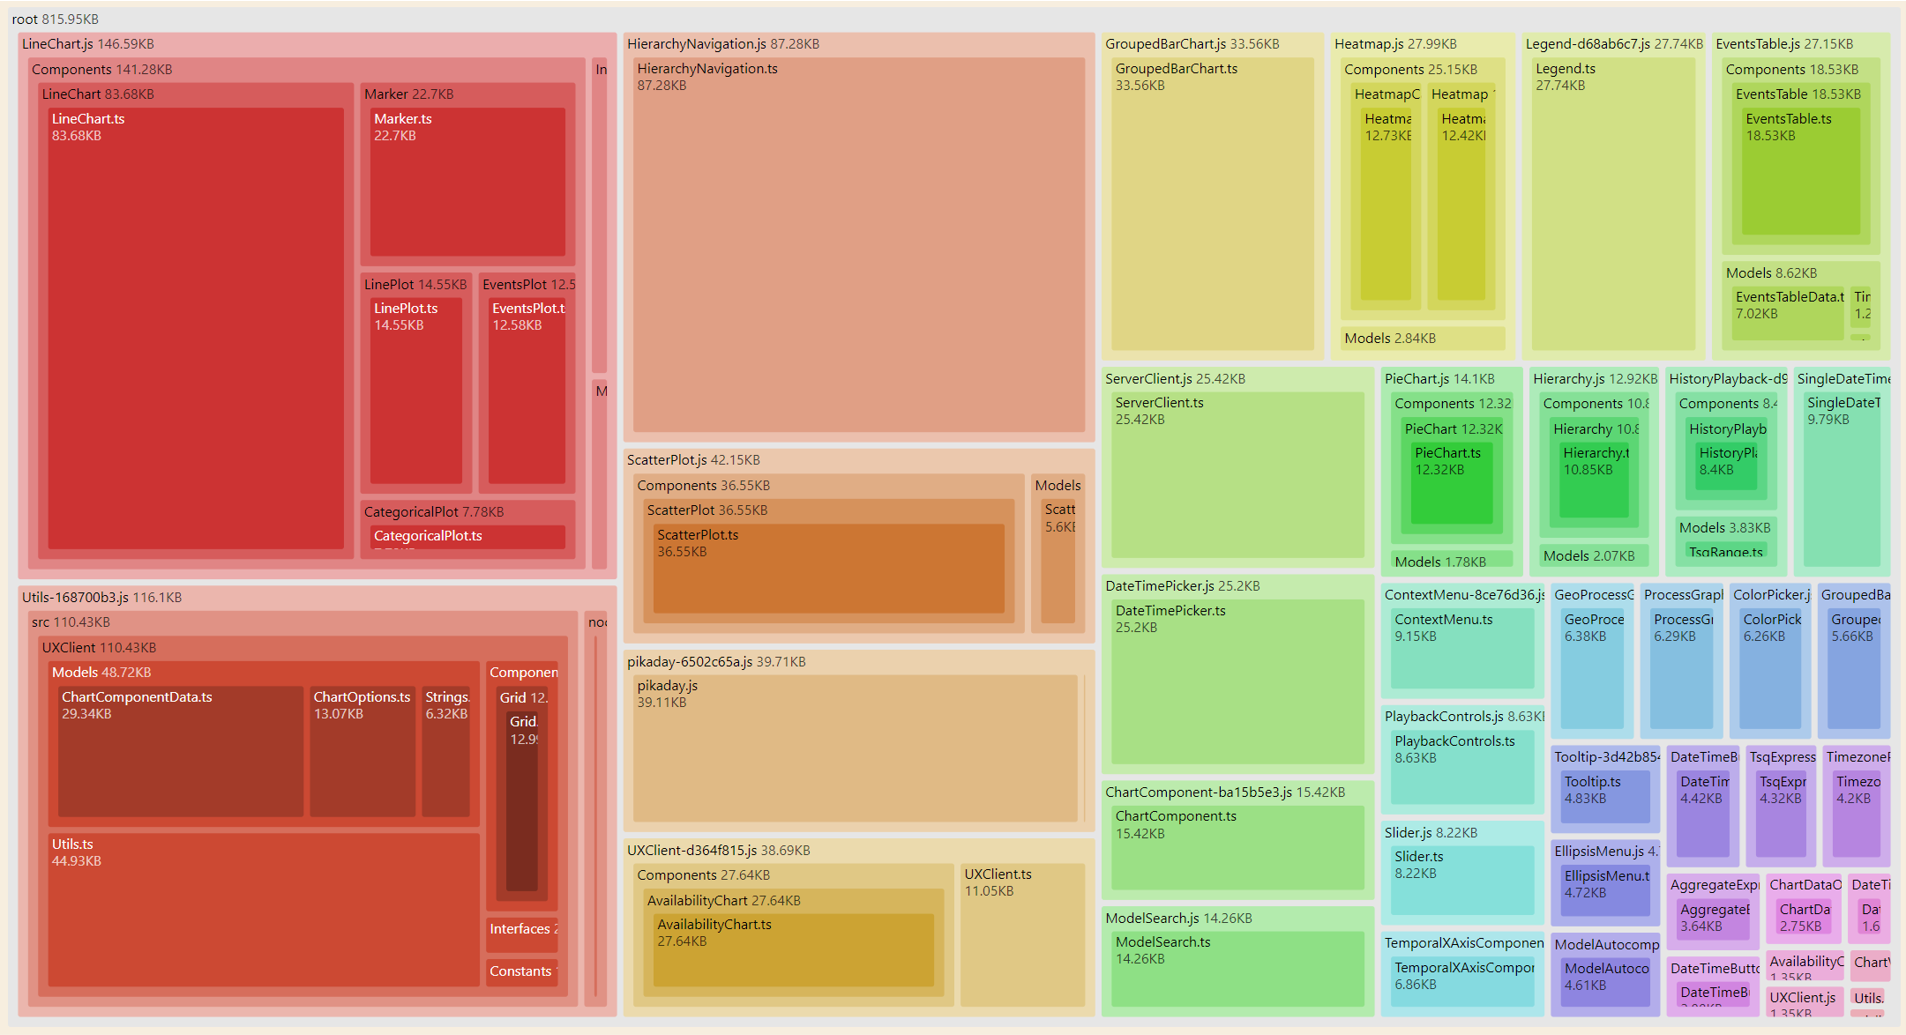 root 815.95KB
LineChart.js 146.59KB
Components 141.28KB
LineChart 83.68KB
LineChart.ts
83.68KB
Marker 22.7KB
Marker.ts
22.7KB
LinePlot 14.55KB
LinePlot.ts
14.55KB
EventsPlot 12.5
EventsPlot.t
12.58KB
CategoricalPlot 7.78KB
CategoricalPlot.ts
In
M
Utils-168700b3.js 116.1KB
src 110.43KB
UXClient 110.43KB
Models 48.72KB
ChartComponentData.ts
29.34KB
ChartOptions.ts
13.07KB
Strings.
6.32KB
Utils.ts
44.93KB
Componen
Grid 12.
Grid.
12.9
Interfaces 2
Constants
noc
HierarchyNavigation.js 87.28KB
HierarchyNavigation.ts
87.28KB
ScatterPlot.js 42.15KB
Components 36.55KB
ScatterPlot 36.55KB
ScatterPlot.ts
36.55KB
Models
Scatt
5.6KE
pikaday-6502c65a.js 39.71KB
pikaday.js
39.11KB
UXClient-d364f815.js 38.69KB
Components 27.64KB
AvailabilityChart 27.64KB
AvailabilityChart.ts
27.64KB
UXClient.ts
11.05KB
GroupedBarChart.js 33.56KB
GroupedBarChart.ts
33.56KB
Heatmap.js 27.99KB
Components 25.15KB
HeatmapC
Heatma
12.73KE
Heatmap
Heatma
12.42KI
Models 2.84KB
Legend-d68ab6c7.js 27.74KB
Legend.ts
27.74KB
EventsTable.js 27.15KB
Components 18.53KB
EventsTable 18.53KB
EventsTable.ts
18.53KB
Models 8.62KB
EventsTableData.t
7.02KB
Tin
1.2
ServerClient.js 25.42KB
ServerClient.ts
25.42KB
DateTimePicker.js 25.2KB
DateTimePicker.ts
25.2KB
ChartComponent-ba15b5e3.js 15.42KB
ChartComponent.ts
15.42KB
ModelSearch.js 14.26KB
ModelSearch.ts
14.26KB
PieChart.js 14.1KB
Components 12.32
PieChart 12.32K
PieChart.ts
12.32KB
Models 1.78KB
Hierarchy.js 12.92KB
Components 10.8
Hierarchy 10.8
Hierarchy.t
10.85KB
Models 2.07KB
HistoryPlayback-d9
Components 8.4
HistoryPlayb
HistoryPl
8.4KB
Models 3.83KB
TsqRange.ts
SingleDateTime
SingleDateT
9.79KB
ContextMenu-8ce76d36.js
ContextMenu.ts
9.15KB
PlaybackControls.js 8.63KB
PlaybackControls.ts
8.63KB
Slider.js 8.22KB
Slider.ts
8.22KB
TemporalXAxisComponen
TemporalXAxisCompor
6.86KB
GeoProcessG
GeoProce
6.38KB
ProcessGrapl
ProcessGr
6.29KB
ColorPicker.j
ColorPick
6.26KB
GroupedBa
Groupec
5.66KB
Tooltip-3d42b854
Tooltip.ts
4.83KB
EllipsisMenu.js 4.
EllipsisMenu.t
4.72KB
ModelAutocomp
ModelAutoco
4.61KB
DateTimeB
DateTim
4.42KB
TsqExpress
TsqExpr
4.32KB
TimezoneF
Timezo
4.2KB
AggregateExp
AggregateE
3.64KB
ChartDataO
ChartDa
2.75KB
DateTi
Dat
1.6
DateTimeButto
DateTimeB
AvailabilityC
1.35KB
ChartV
UXClient.js
1.35KB
Utils.